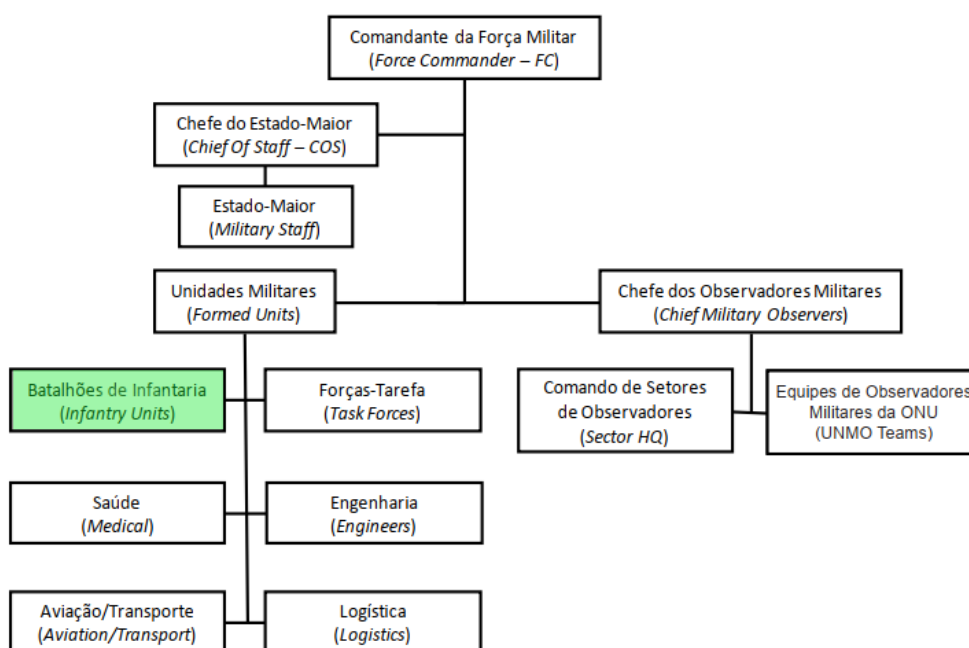 Comandante da Força Militar
(Force Commander – FC)
Chefe do Estado-Maior
(Chief Of Staff – COS)
Estado-Maior
(Military Staff)
Unidades Militares
(Formed Units)
Chefe dos Observadores Militares
(Chief Military Observers)
Batalhões de Infantaria
(Infantry Units)
Forças-Tarefa
(Task Forces)
Comando de Setores
de Observadores
(Sector HQ)
Equipes de Observadores
Militares da ONU
(UNMO Teams)
Saúde
(Medical)
Engenharia
(Engineers)
Aviação/Transporte
(Aviation/Transport)
Logística
(Logistics)